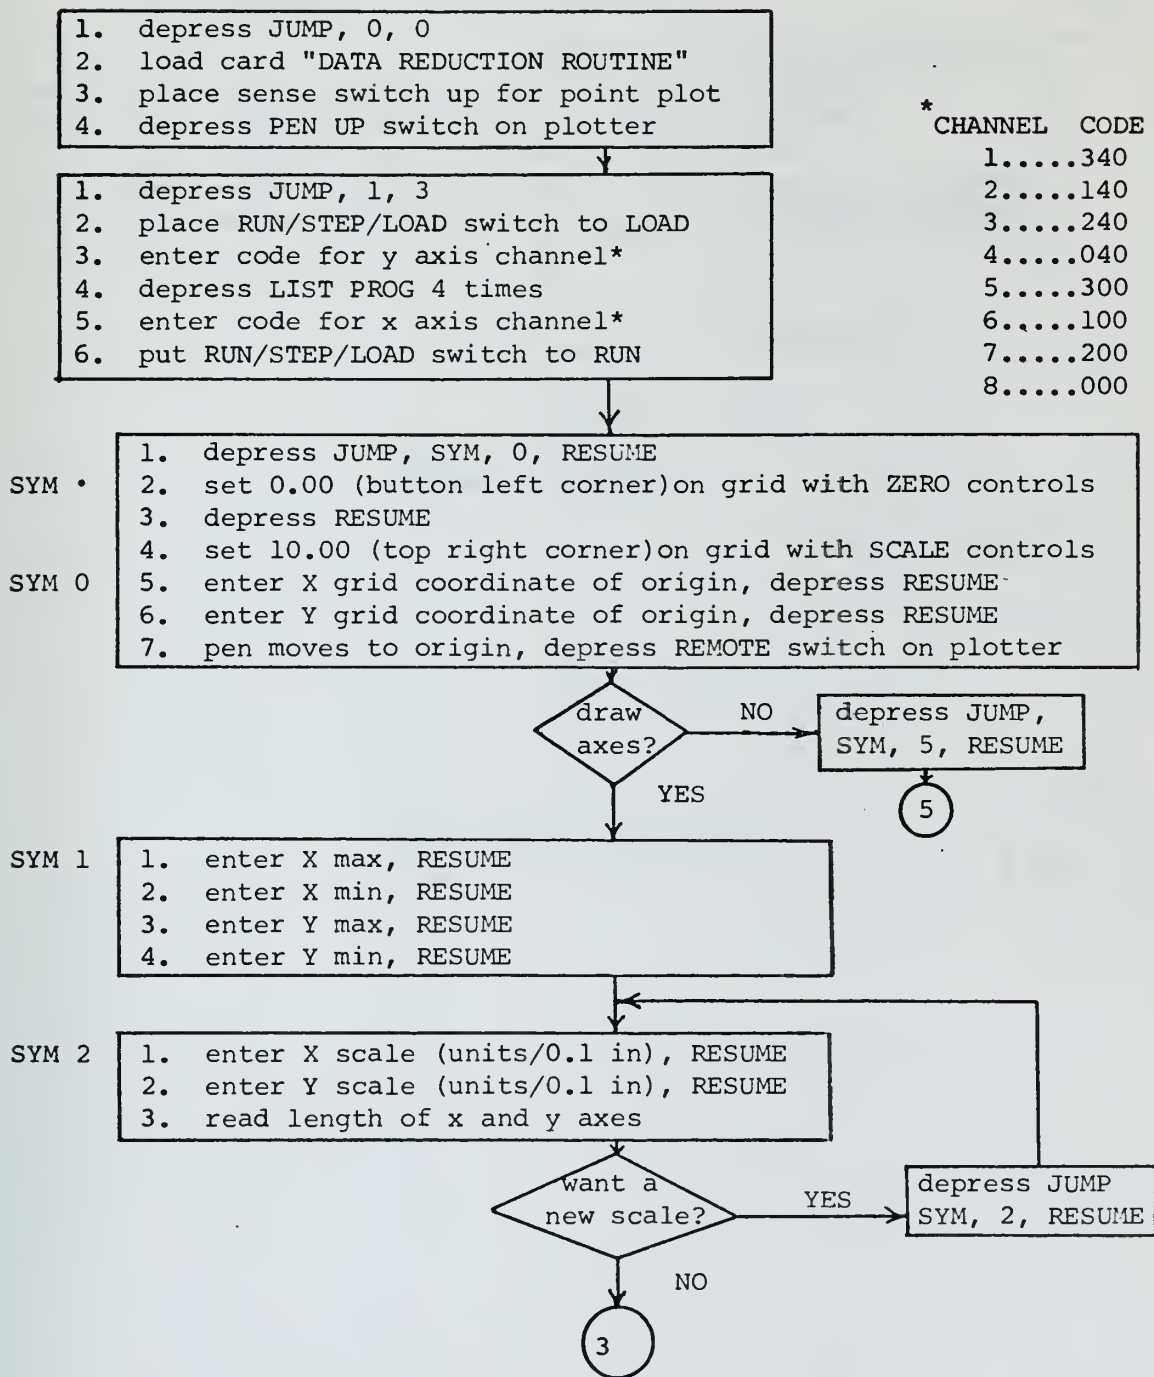 1. depress JUMP, 0, 0
2. load card "DATA REDUCTION ROUTINE"
3. place sense switch up for point plot
4. depress PEN UP switch on plotter
*CHANNEL CODE
1.....340
2.....140
3.....240
4.....040
5.....300
6.....100
7.....200
8.....000
1. depress JUMP, 1, 3
2. place RUN/STEP/LOAD switch to LOAD
3. enter code for y axis channel*
4. depress LIST PROG 4 times
5. enter code for x axis channel*
6. put RUN/STEP/LOAD switch to RUN
1. depress JUMP, SYM, 0, RESUME
SYM • 2. set 0.00 (button left corner)on grid with ZERO controls
3. depress RESUME
4. set 10.00 (top right corner)on grid with SCALE controls
SYM 0 5. enter X grid coordinate of origin, depress RESUME
6. enter Y grid coordinate of origin, depress RESUME
7. pen moves to origin, depress REMOTE switch on plotter
draw
axes?
NO
depress JUMP,
SYM, 5, RESUME
5
YES
SYM 1 1. enter X max, RESUME
2. enter X min, RESUME
3. enter Y max, RESUME
4. enter Y min, RESUME
SYM 2 1. enter X scale (units/0.1 in), RESUME
2. enter Y scale (units/0.1 in), RESUME
3. read length of x and y axes
want a
new scale?
YES
depress JUMP
SYM, 2, RESUME
NO
3